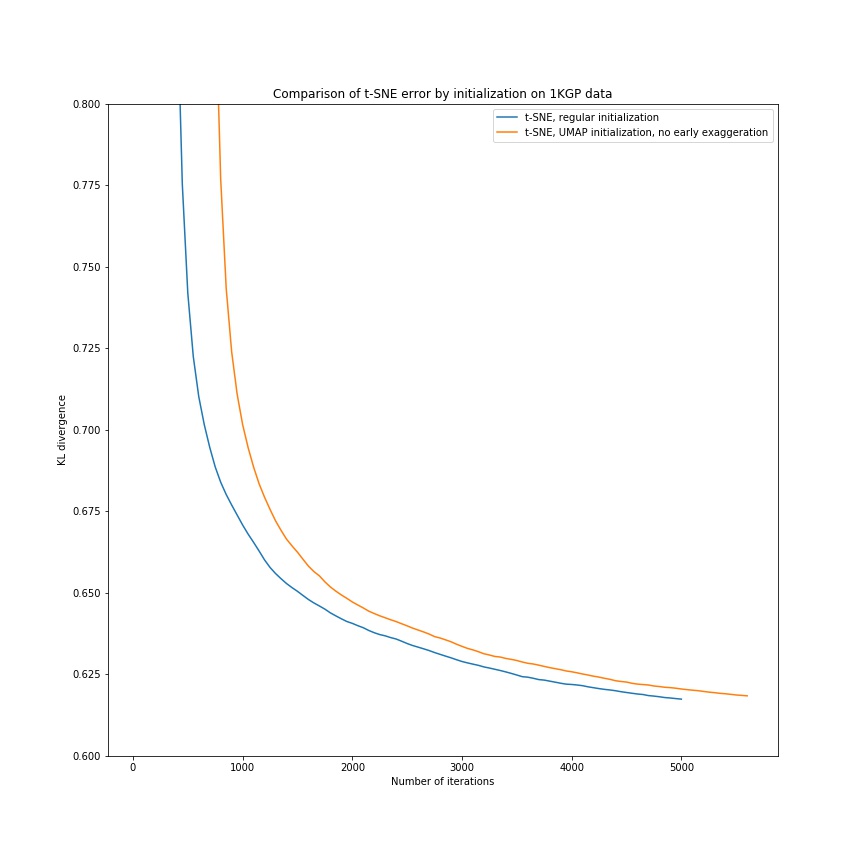 Comparison of t-SNE error by initialization on 1KGP data
t-SNE, regular initialization
t-SNE, UMAP initialization, no early exaggeration
KL divergence
0.800
0.775
0.750
0.725
0.700
0.675
0.650
0.625
0.600
0 1000 2000 3000 4000 5000
Number of iterations